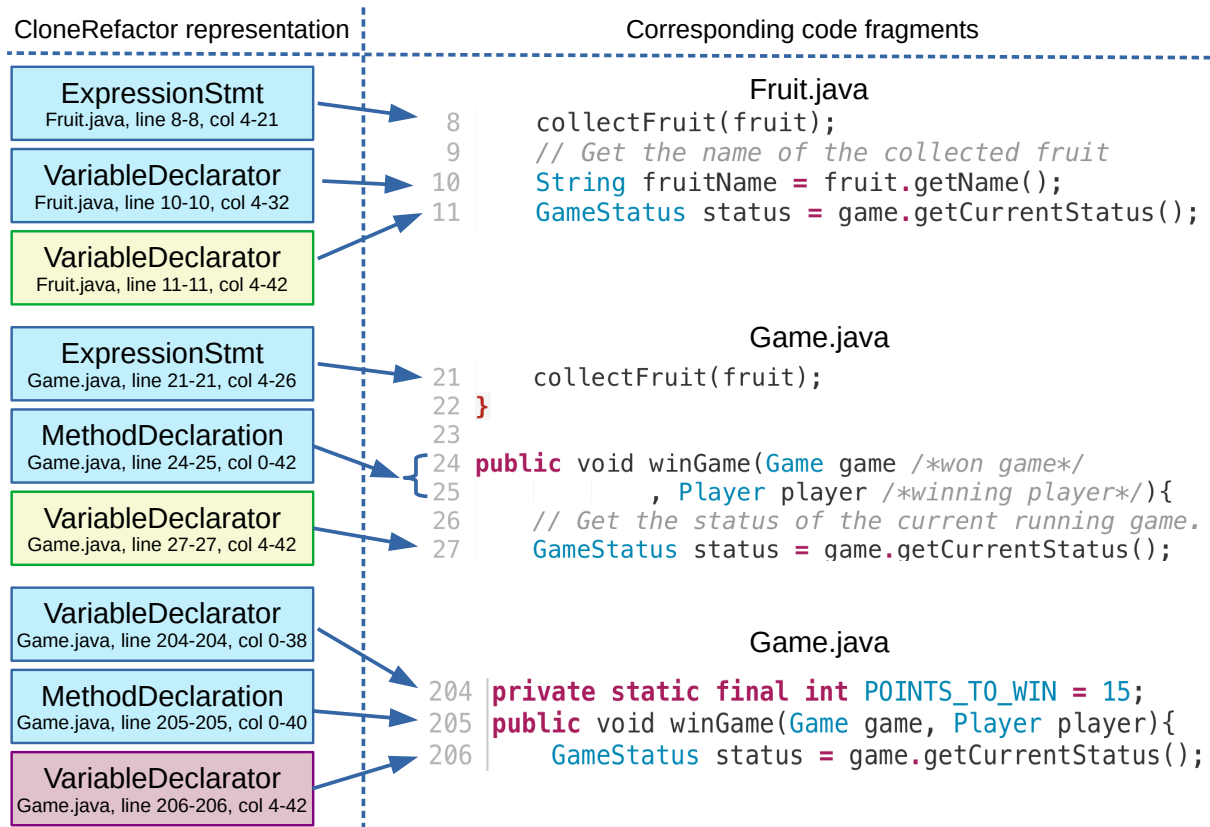 CloneRefactor representation
Corresponding code fragments
ExpressionStmt
Fruit.java, line 8-8, col 4-21
VariableDeclarator
Fruit.java, line 10-10, col 4-32
VariableDeclarator
Fruit.java, line 11-11, col 4-42
Fruit.java
8 collectFruit(fruit);
9 // Get the name of the collected fruit
10 String fruitName = fruit.getName();
11 GameStatus status = game.getCurrentStatus();
ExpressionStmt
Game.java, line 21-21, col 4-26
MethodDeclaration
Game.java, line 24-25, col 0-42
VariableDeclarator
Game.java, line 27-27, col 4-42
Game.java
21 collectFruit(fruit);
22 }
23
24 public void winGame(Game game /*won game*/
25 , Player player /*winning player*/){
26 // Get the status of the current running game.
27 GameStatus status = game.getCurrentStatus();
VariableDeclarator
Game.java, line 204-204, col 0-38
MethodDeclaration
Game.java, line 205-205, col 0-40
VariableDeclarator
Game.java, line 206-206, col 4-42
Game.java
204 private static final int POINTS_TO_WIN = 15;
205 public void winGame(Game game, Player player){
206 GameStatus status = game.getCurrentStatus();